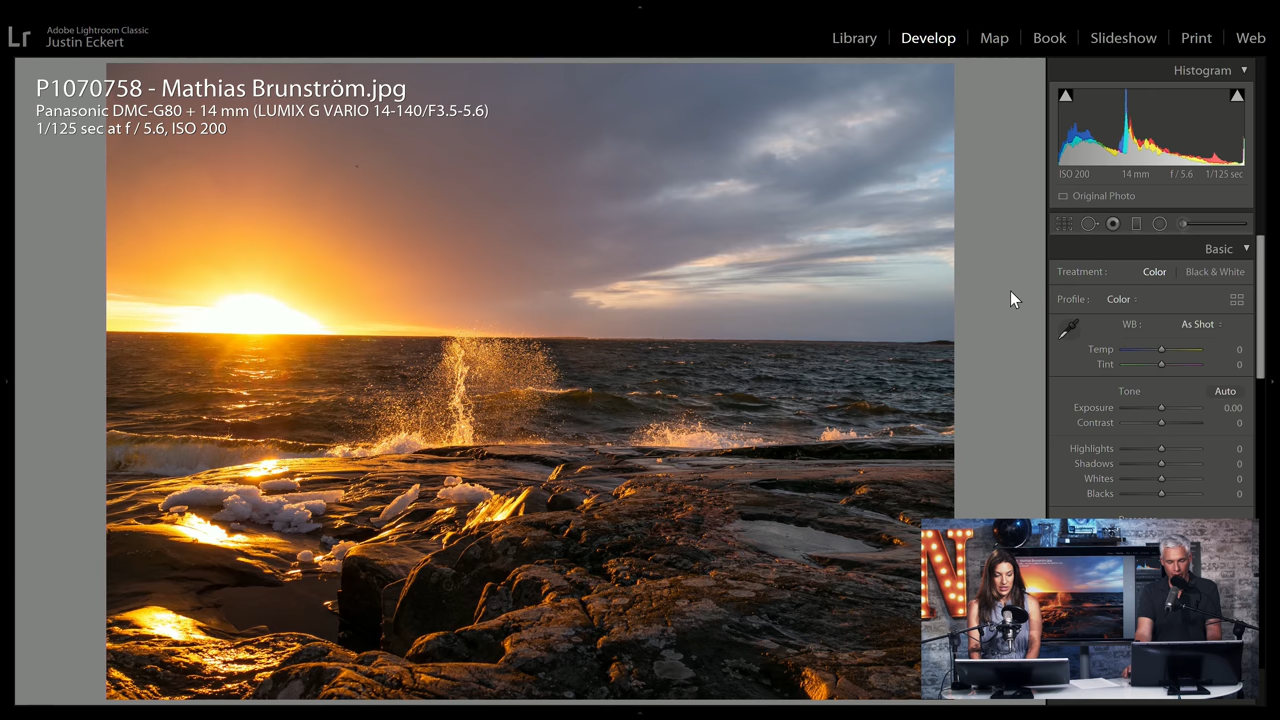 Lr
Adobe Lightroom Classic
Justin Eckert
Library
Develop
Map
Book
Slideshow
Print
Web
P1070758 - Mathias Brunström.jpg
Panasonic DMC-G80 + 14 mm (LUMIX G VARIO 14-140/F3.5-5.6)
1/125 sec at f / 5.6, ISO 200
Histogram
ISO 200 14 mm f / 5.6 1/125 sec
Original Photo
Basic
Treatment : Color Black & White
Profile : Color
WB : As Shot
Temp 0
Tint 0
Tone Auto
Exposure 0.00
Contrast 0
Highlights 0
Shadows 0
Whites 0
Blacks 0
N